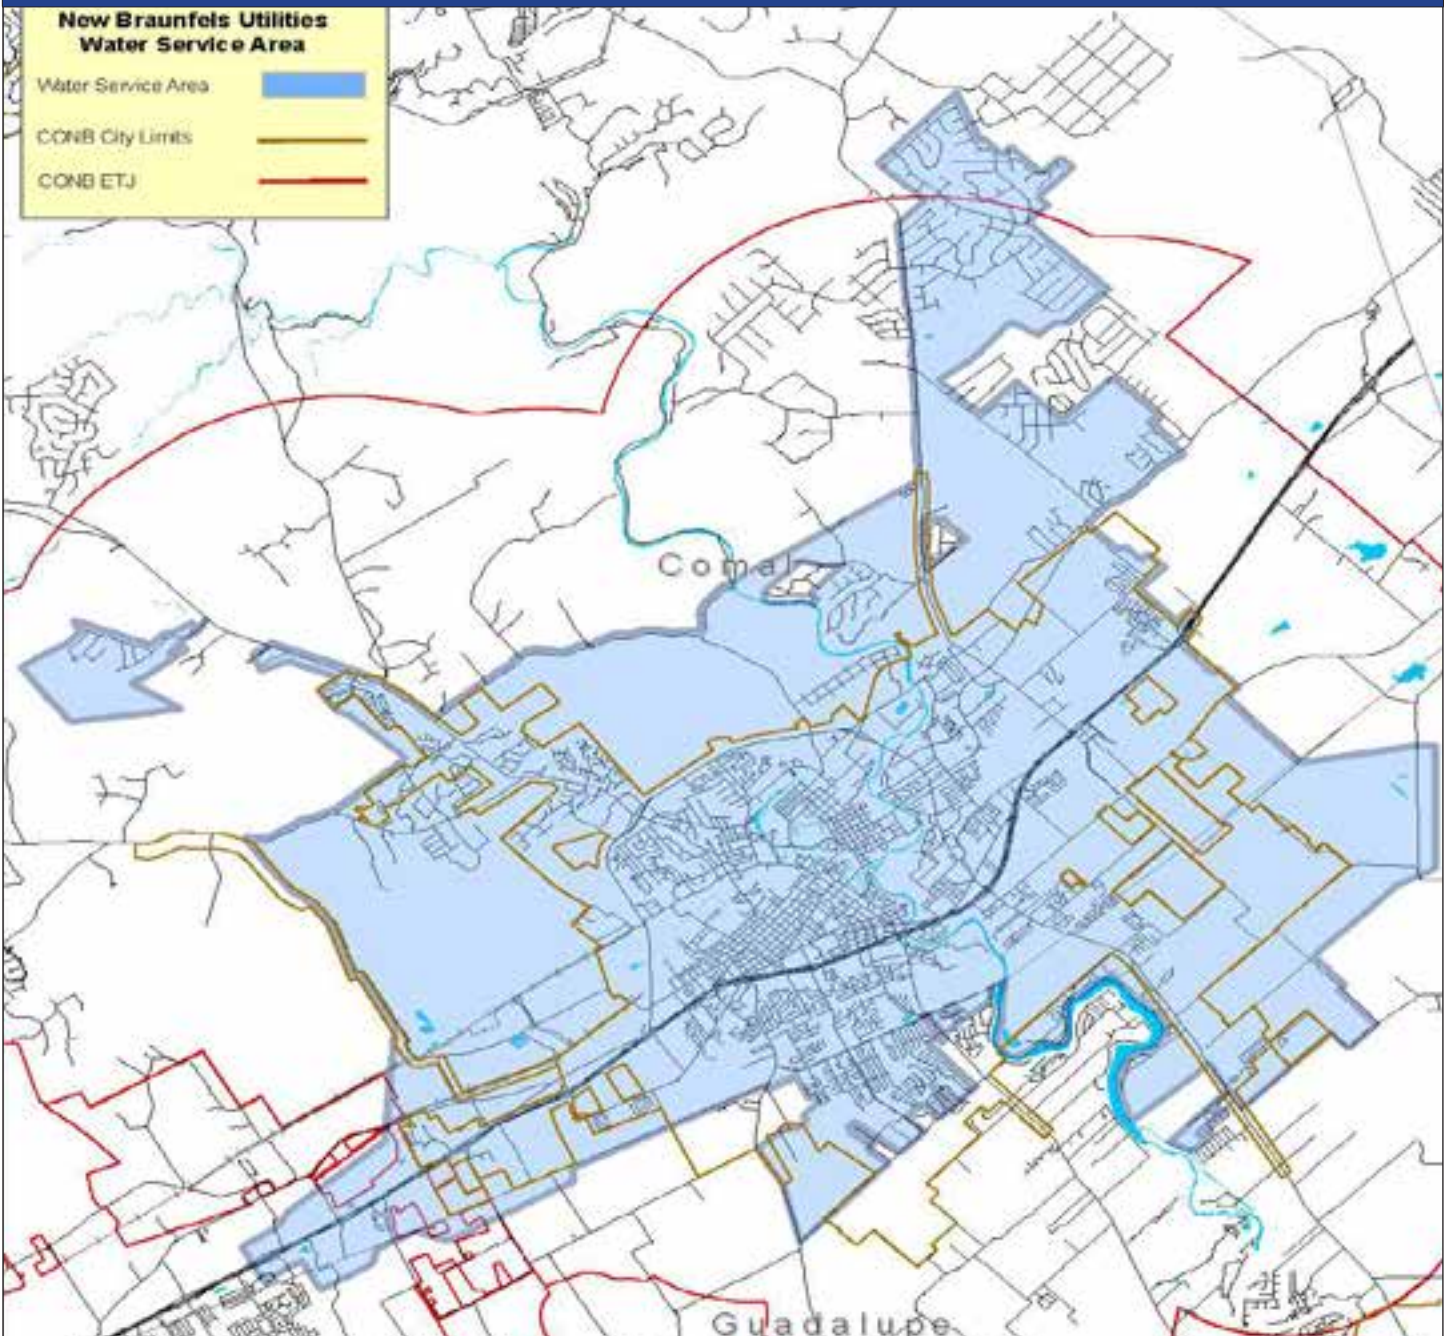 New Braunfels Utilities
Water Service Area
Water Service Area
CONB City Limits
CONB ETJ
Comal
Guadalupe